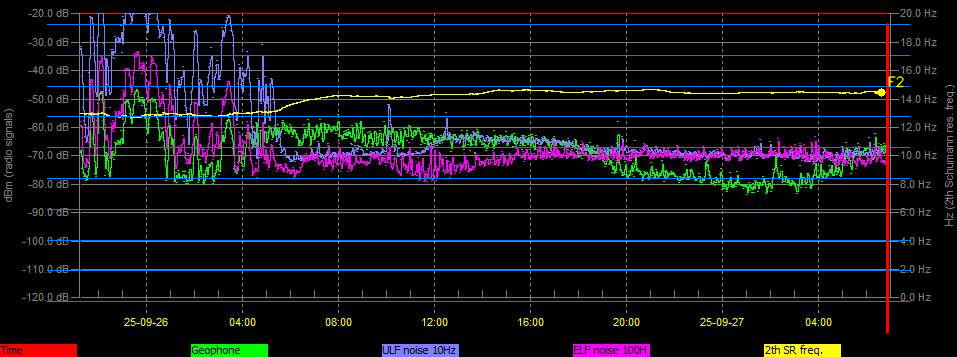 -20.0 dB 20.0 Hz
-30.0 dB 18.0 Hz
-40.0 dB 16.0 Hz
F2
-50.0 dB 14.0 Hz
-60.0 dB 12.0 Hz
-70.0 dB 10.0 Hz
-80.0 dB 8.0 Hz
-90.0 dB 6.0 Hz
-100.0 dB 4.0 Hz
-110.0 dB 2.0 Hz
-120.0 dB 0.0 Hz
dBm (radio signals)
Hz (2th Schumann res. freq.)
25-09-26 04:00 08:00 12:00 16:00 20:00 25-09-27 04:00
Time Geophone ULF noise 10Hz ELF noise 100H 2th SR freq.